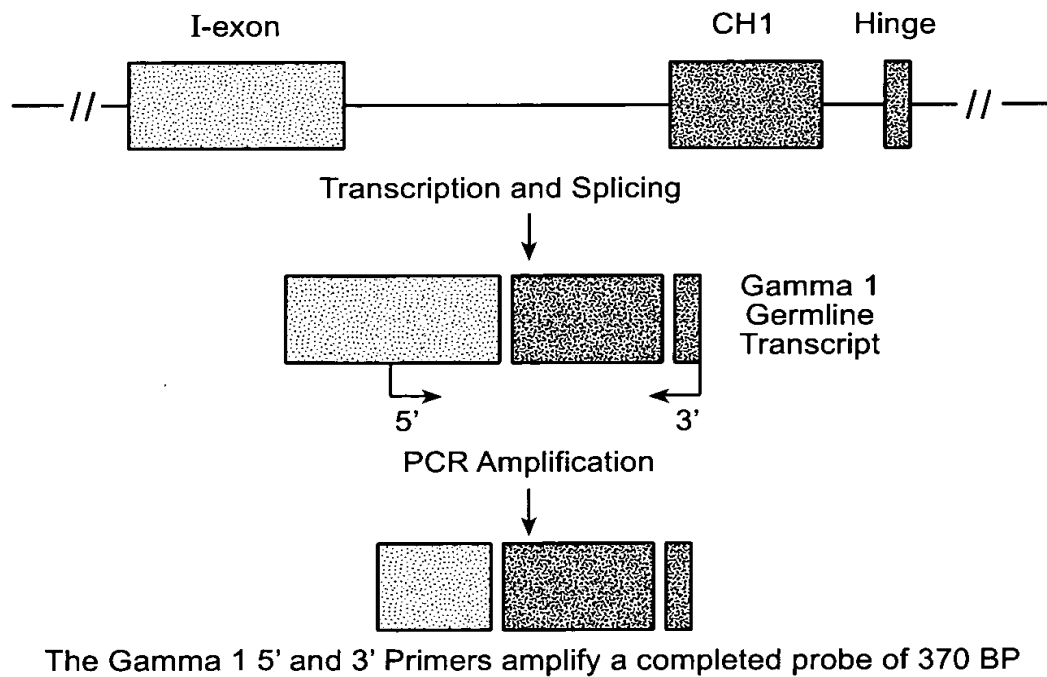 I-exon
CH1
Hinge
//
//
Transcription and Splicing
Gamma 1
Germline
Transcript
5'
3'
PCR Amplification
The Gamma 1 5' and 3' Primers amplify a completed probe of 370 BP